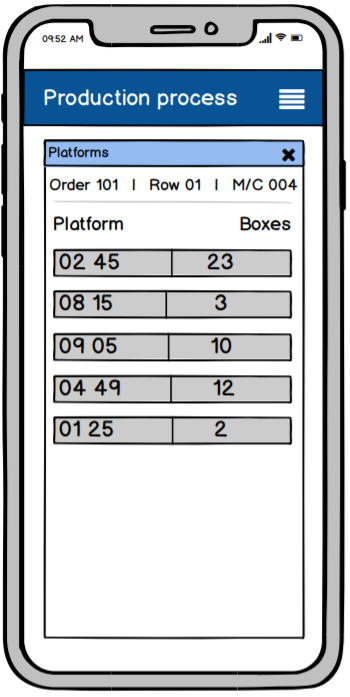 09:52 AM
Production process
Platforms
Order 101 | Row 01 | M/C 004
Platform Boxes
02 45 23
08 15 3
09 05 10
04 49 12
01 25 2